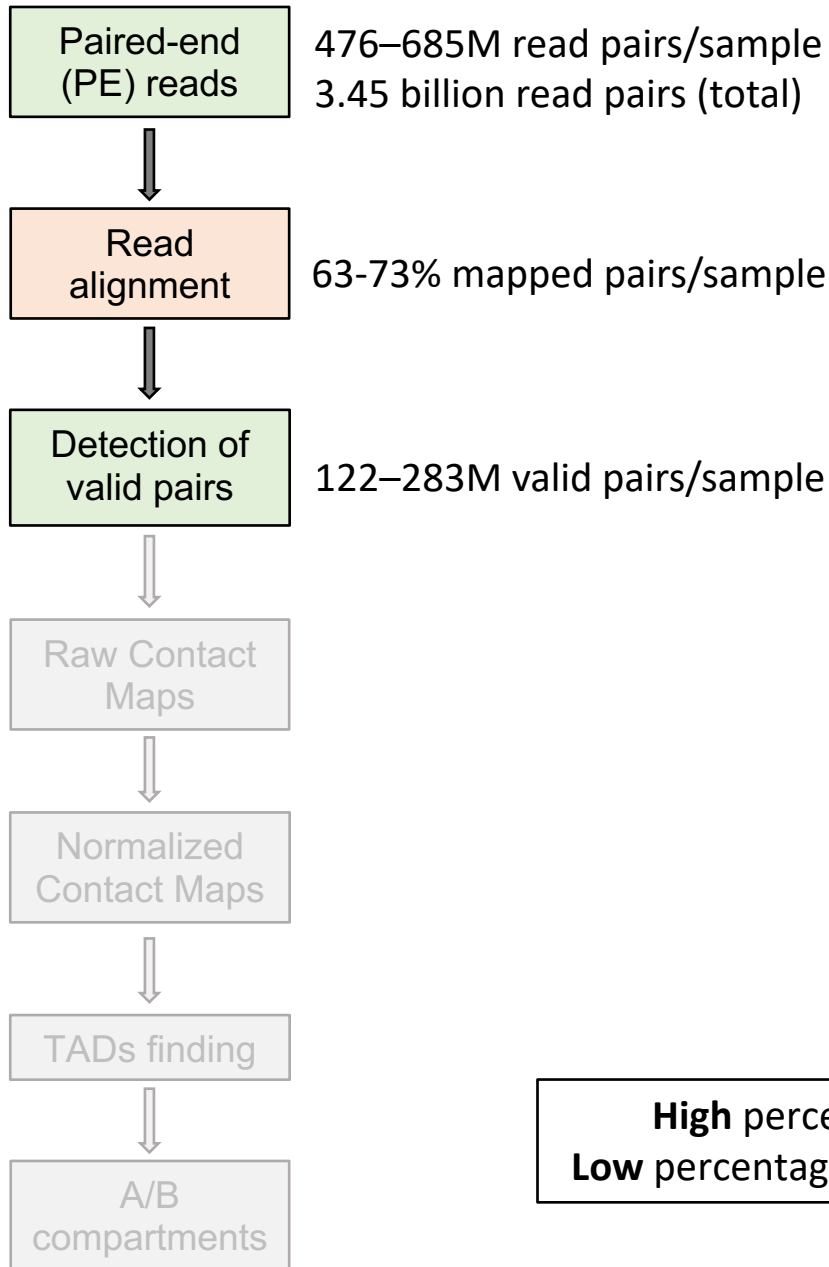 Paired-end
(PE) reads
476–685M read pairs/sample
3.45 billion read pairs (total)
Read
alignment
63-73% mapped pairs/sample
Detection of
valid pairs
122–283M valid pairs/sample
Raw Contact
Maps
Normalized
Contact Maps
TADs finding
High
Low
A/B
compartments